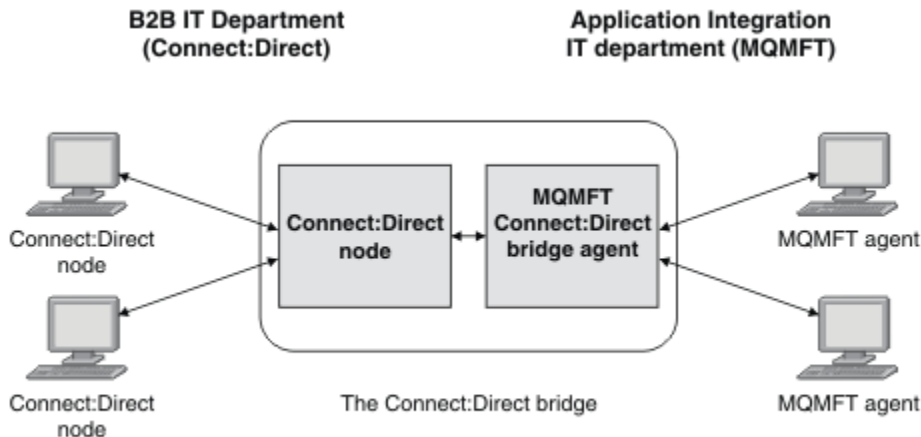 B2B IT Department
(Connect:Direct)
Application Integration
IT department (MQMFT)
Connect:Direct
node
Connect:Direct
node
Connect:Direct
node
MQMFT
Connect:Direct
bridge agent
MQMFT agent
MQMFT agent
The Connect:Direct bridge